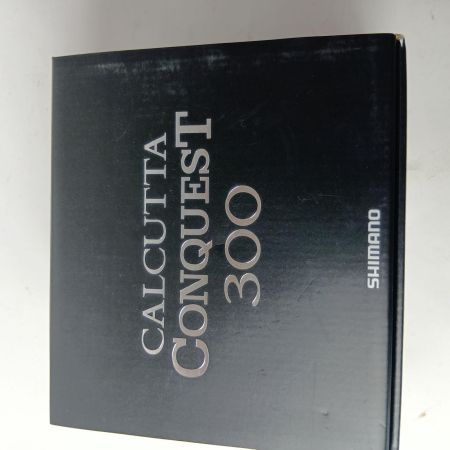 CALCUTTA
CONQUEST
300
SHIMANO